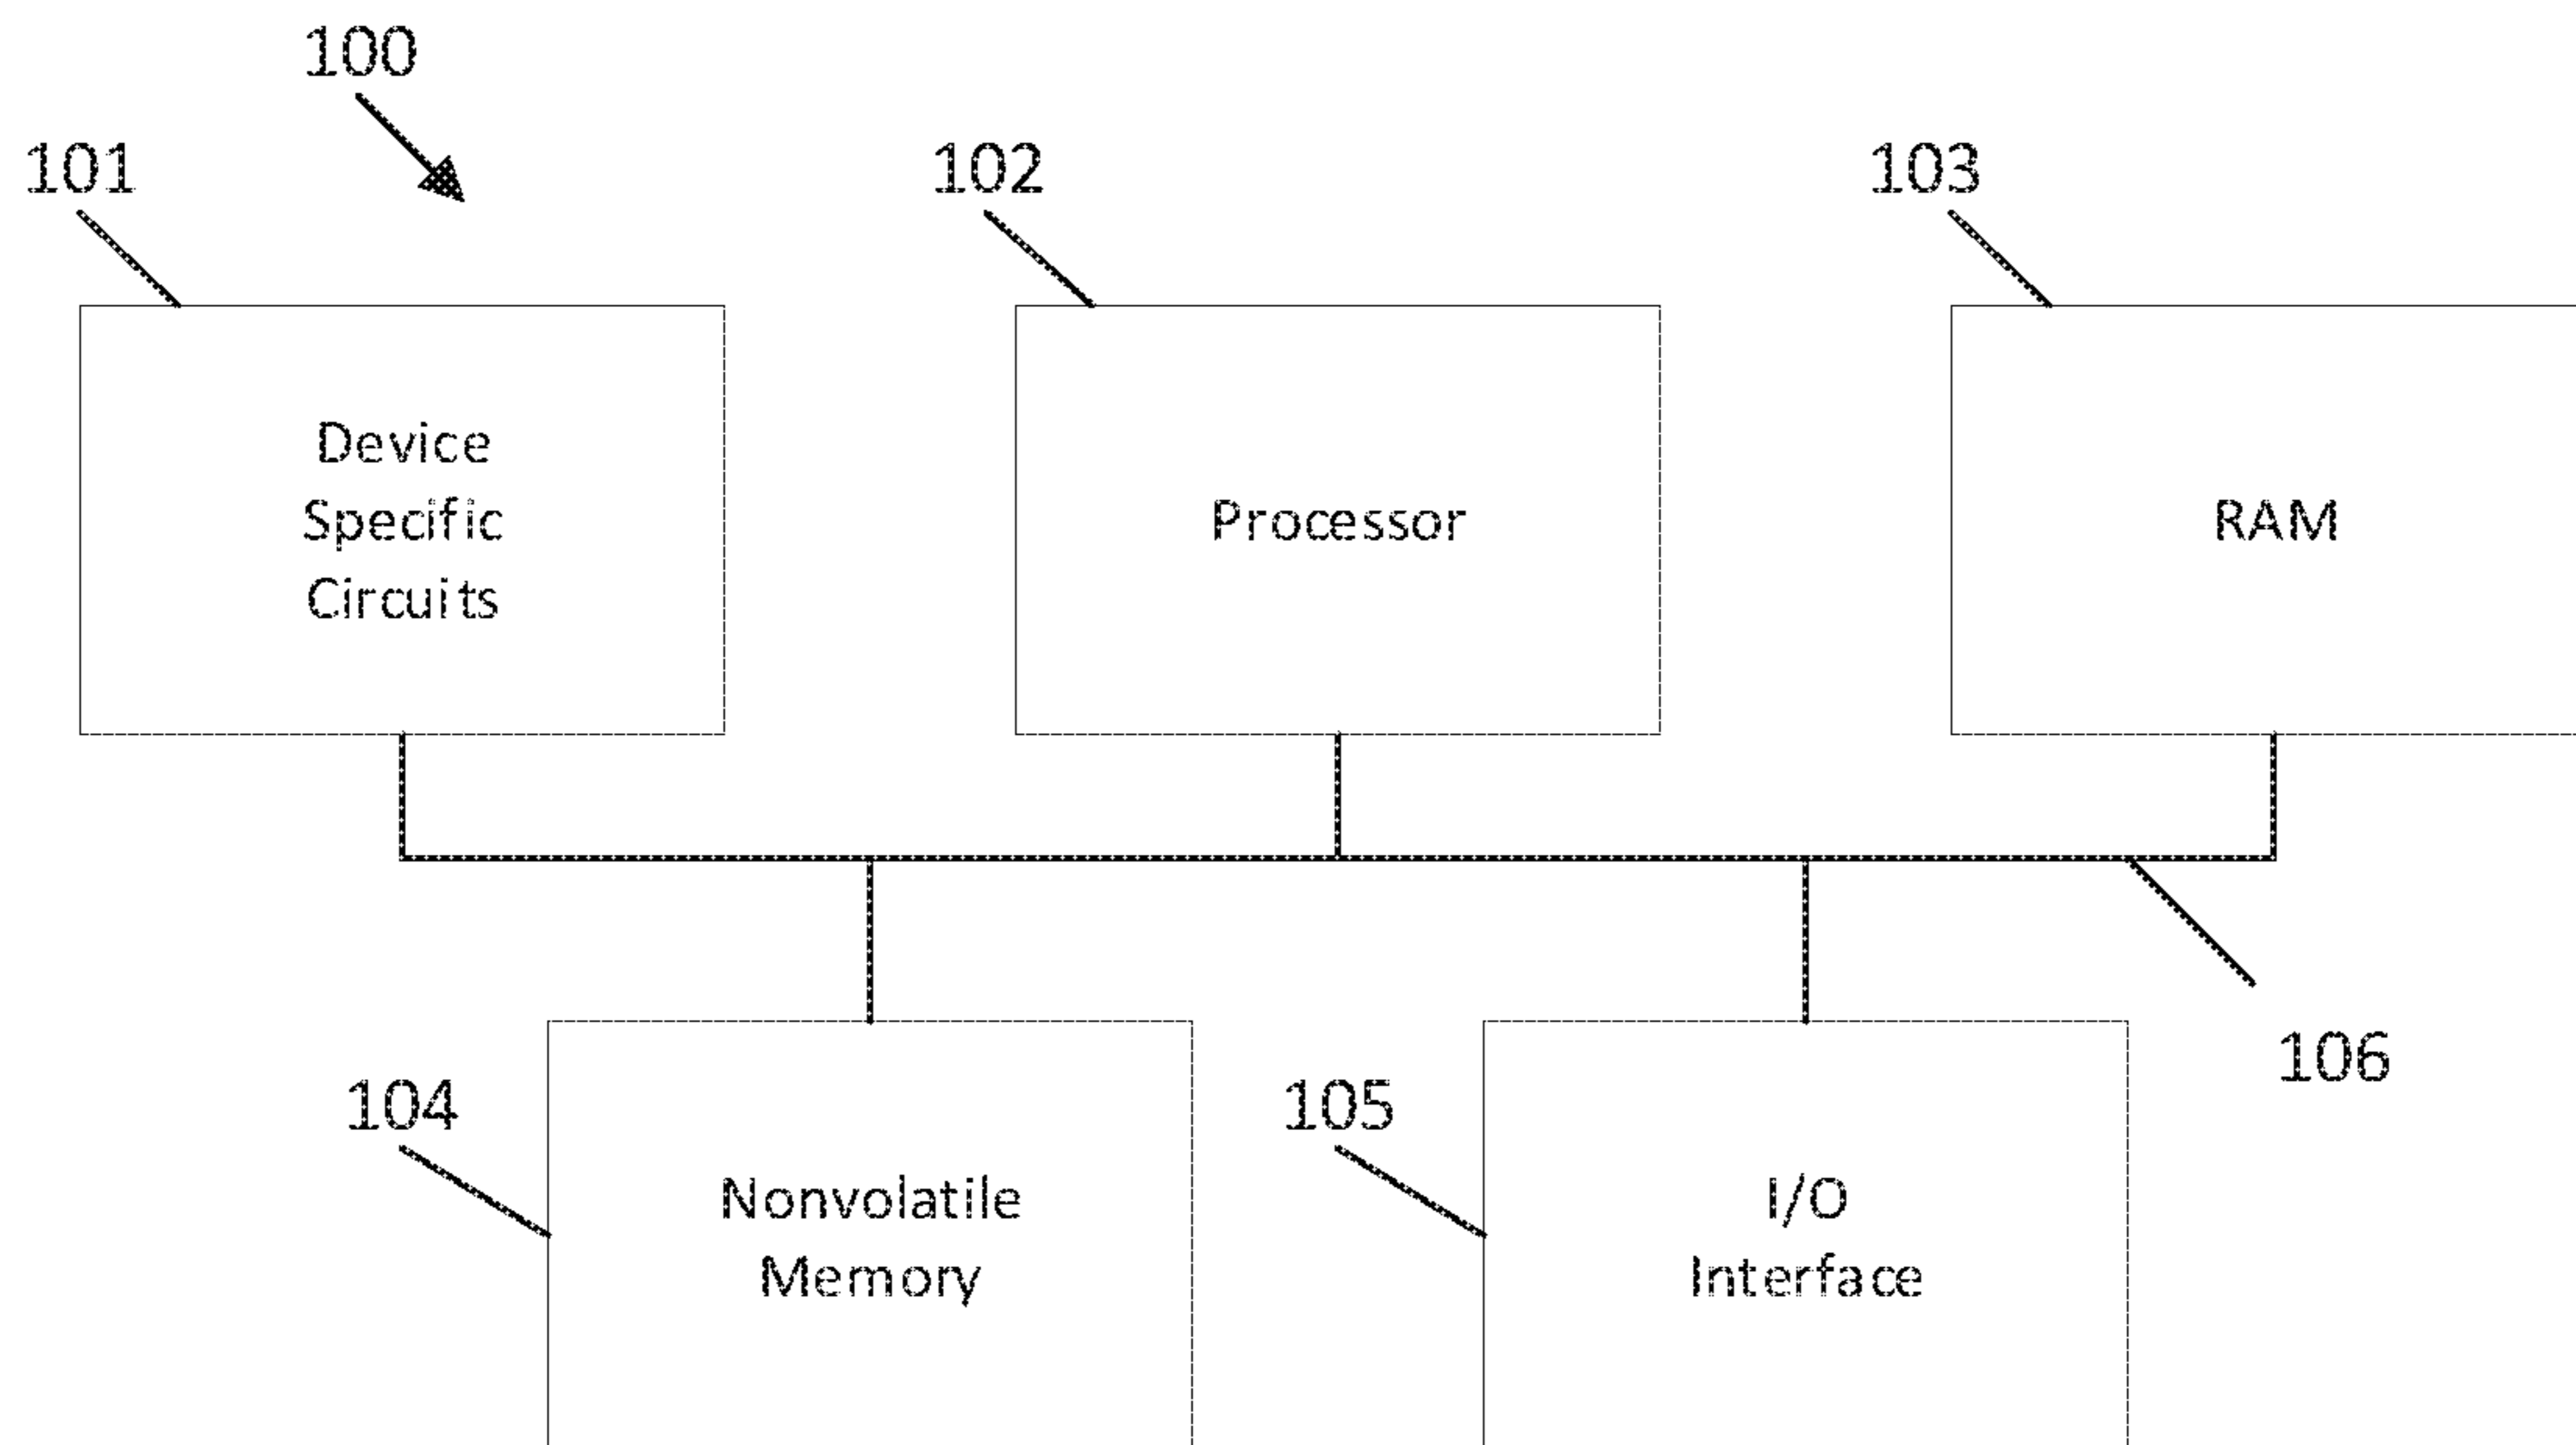 100
101
102
103
Device
Specific
Circuits
Processor
RAM
106
104
105
Nonvolatile
Memory
I/O
Interface